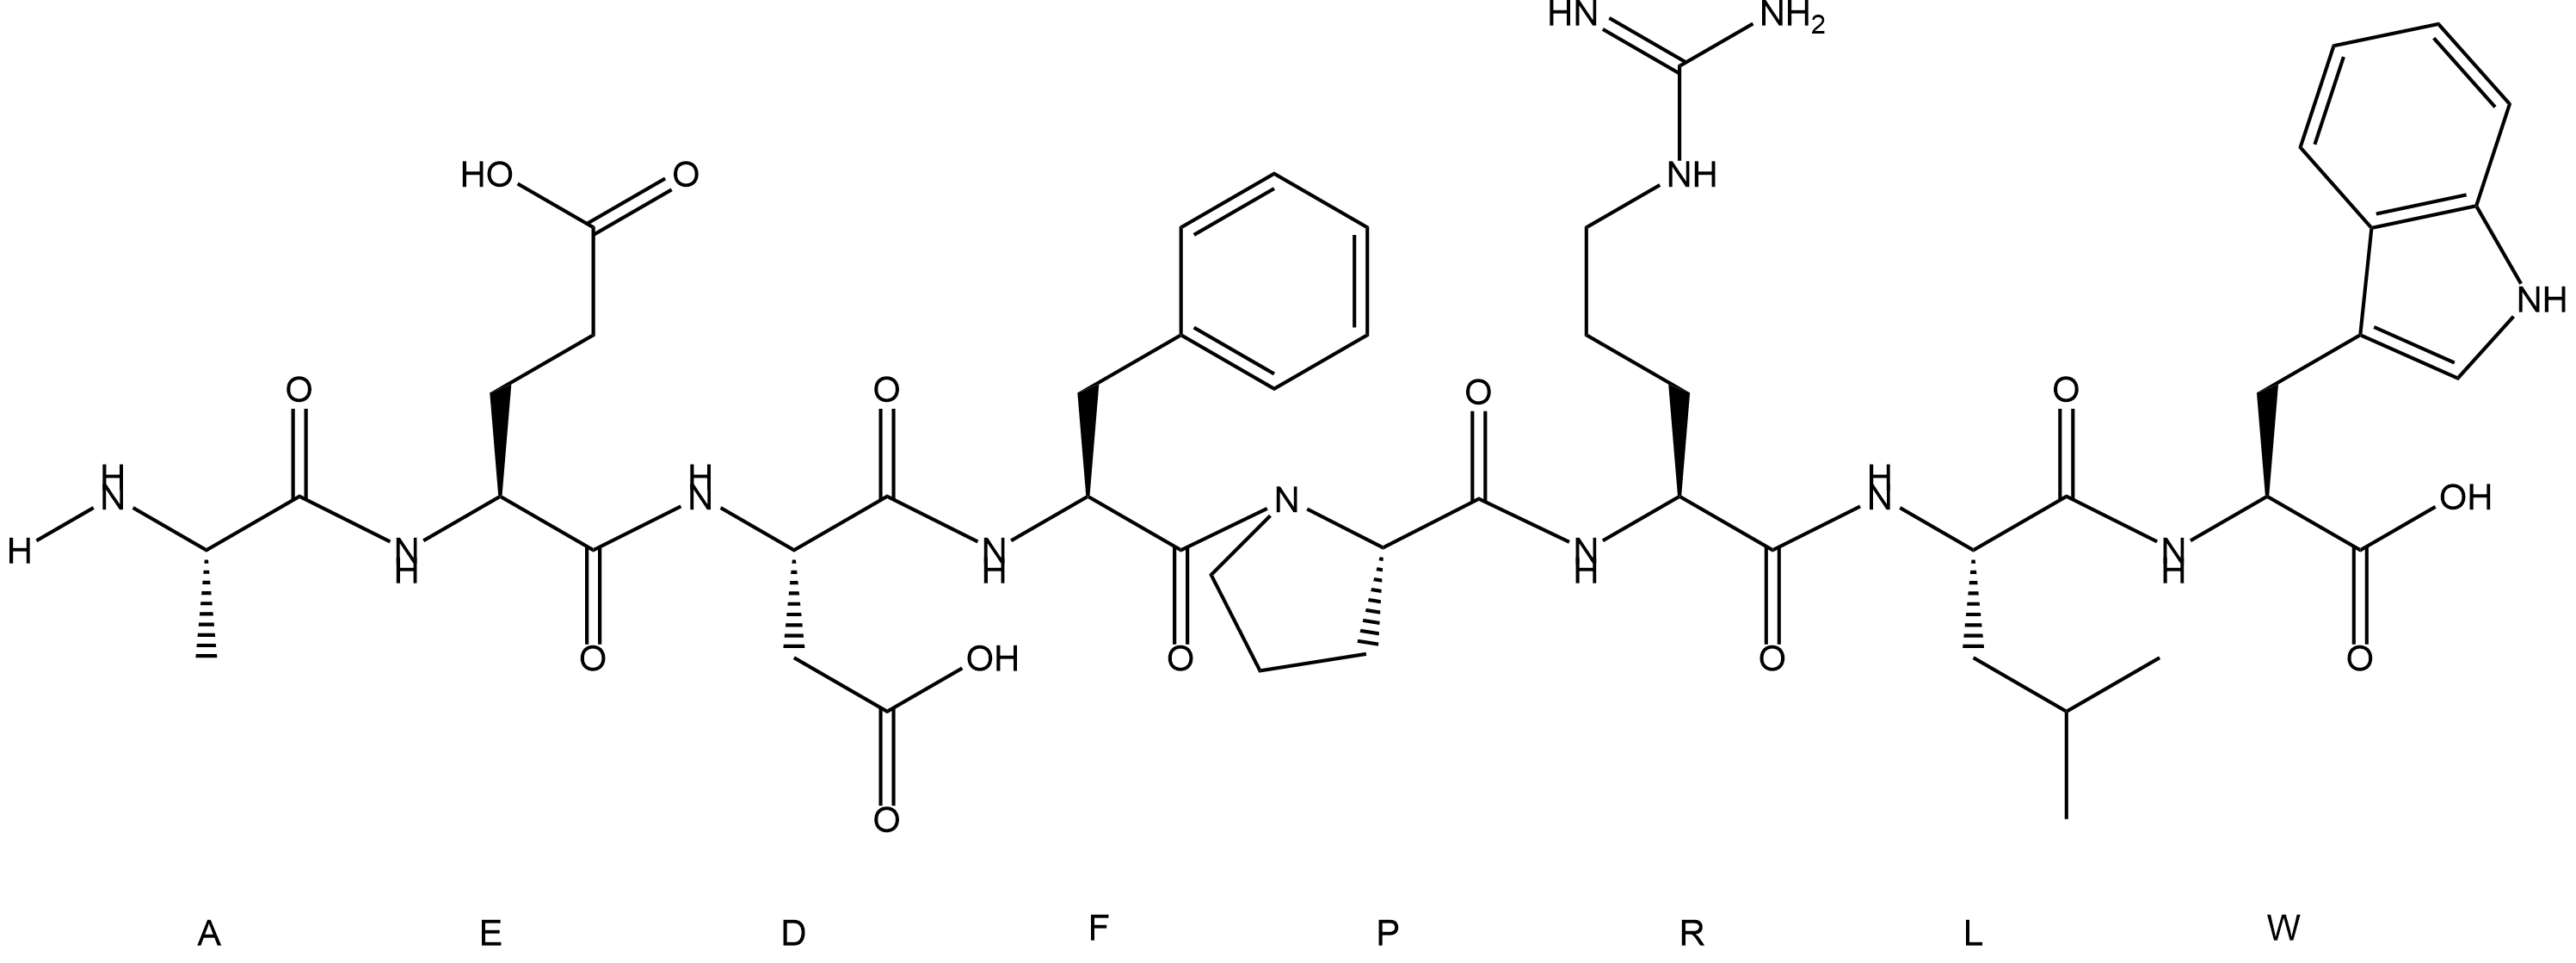 HN NH2
HO O NH
NH
O O O O
H
N H
N N H
N OH
H N
H N
H N
H N
H
O OH O O O
O
A E D F P R L W